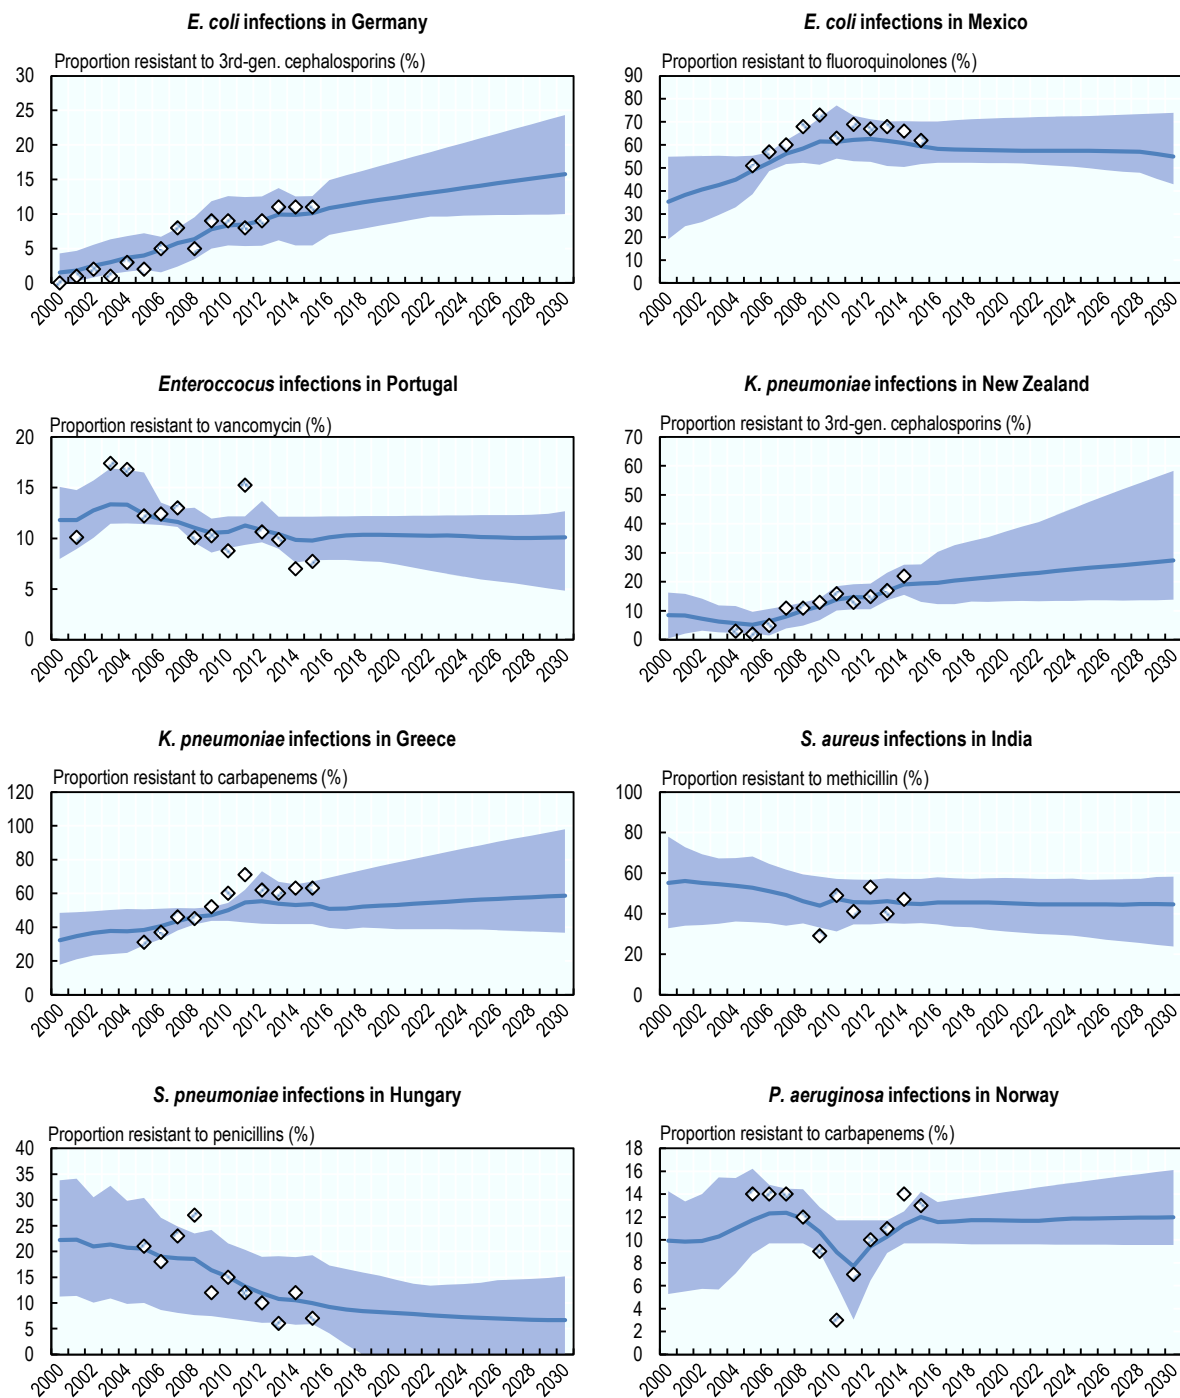 E. coli infections in Germany
Proportion resistant to 3rd-gen. cephalosporins (%)
30
25
20
15
10
5
0
2000 2002 2004 2006 2008 2010 2012 2014 2016 2018 2020 2022 2024 2026 2028 2030
E. coli infections in Mexico
Proportion resistant to fluoroquinolones (%)
90
80
70
60
50
40
30
20
10
0
2000 2002 2004 2006 2008 2010 2012 2014 2016 2018 2020 2022 2024 2026 2028 2030
Enteroccocus infections in Portugal
Proportion resistant to vancomycin (%)
20
15
10
5
0
2000 2002 2004 2006 2008 2010 2012 2014 2016 2018 2020 2022 2024 2026 2028 2030
K. pneumoniae infections in New Zealand
Proportion resistant to 3rd-gen. cephalosporins (%)
70
60
50
40
30
20
10
0
2000 2002 2004 2006 2008 2010 2012 2014 2016 2018 2020 2022 2024 2026 2028 2030
K. pneumoniae infections in Greece
Proportion resistant to carbapenems (%)
120
100
80
60
40
20
0
2000 2002 2004 2006 2008 2010 2012 2014 2016 2018 2020 2022 2024 2026 2028 2030
S. aureus infections in India
Proportion resistant to methicillin (%)
100
80
60
40
20
0
2000 2002 2004 2006 2008 2010 2012 2014 2016 2018 2020 2022 2024 2026 2028 2030
S. pneumoniae infections in Hungary
Proportion resistant to penicillins (%)
40
35
30
25
20
15
10
5
0
2000 2002 2004 2006 2008 2010 2012 2014 2016 2018 2020 2022 2024 2026 2028 2030
P. aeruginosa infections in Norway
Proportion resistant to carbapenems (%)
18
16
14
12
10
8
6
4
2
0
2000 2002 2004 2006 2008 2010 2012 2014 2016 2018 2020 2022 2024 2026 2028 2030